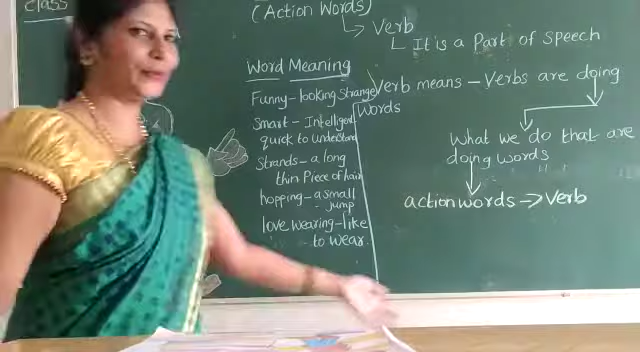 Class
(Action Words)
Verb
It is a Part of Speech
Word Meaning
Funny - looking Strange
Smart - Intelligent
quick to understand
Strands - a long
thin Piece of hair
hopping - a small
jump
love wearing - like
to wear.
Verb means - Verbs are doing
Words
What we do that are
doing words
action words → Verb